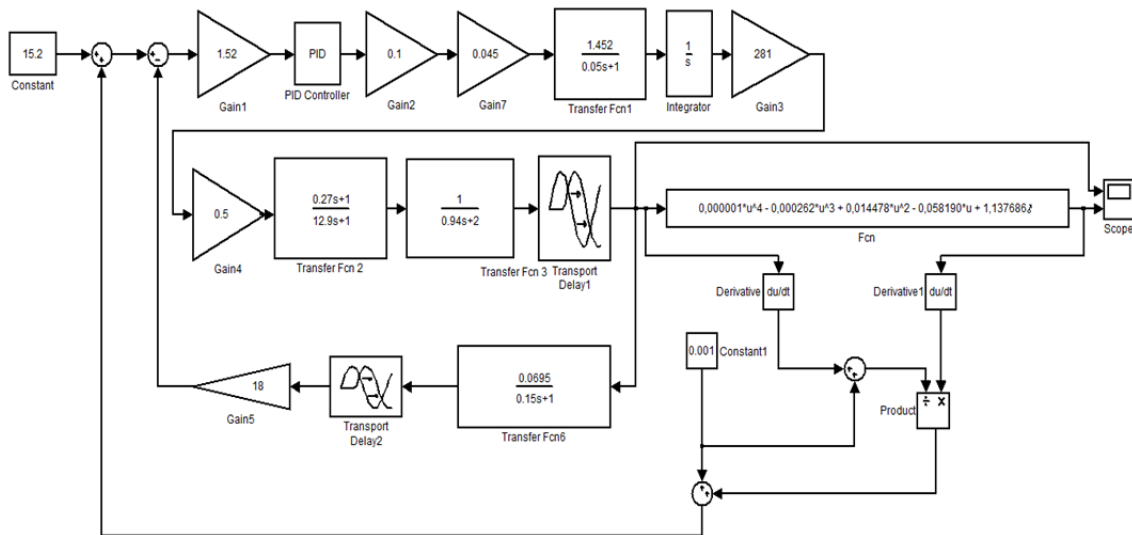 15.2
Constant
1.52
Gain1
PID
PID Controller
0.1
Gain2
0.045
Gain7
1.452
0.05s+1
Transfer Fcn1
1
s
Integrator
281
Gain3
0.5
Gain4
0.27s+1
12.9s+1
Transfer Fcn 2
1
0.94s+2
Transfer Fcn 3
Transport
Delay1
0,000001*u^4 - 0,000262*u^3 + 0,014478*u^2 - 0,058190*u + 1,137686
Fcn
Scope
Derivative
du/dt
Derivative1
du/dt
0.001
Constant1
Product
÷ x
18
Gain5
Transport
Delay2
0.0695
0.15s+1
Transfer Fcn6